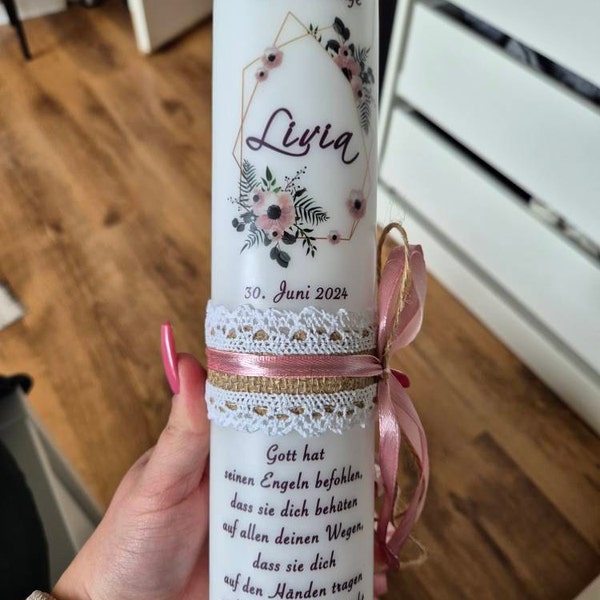 Livia
30. Juni 2024
Gott hat
seinen Engeln befohlen,
dass sie dich behüten
auf allen deinen Wegen,
dass sie dich
auf den Händen tragen